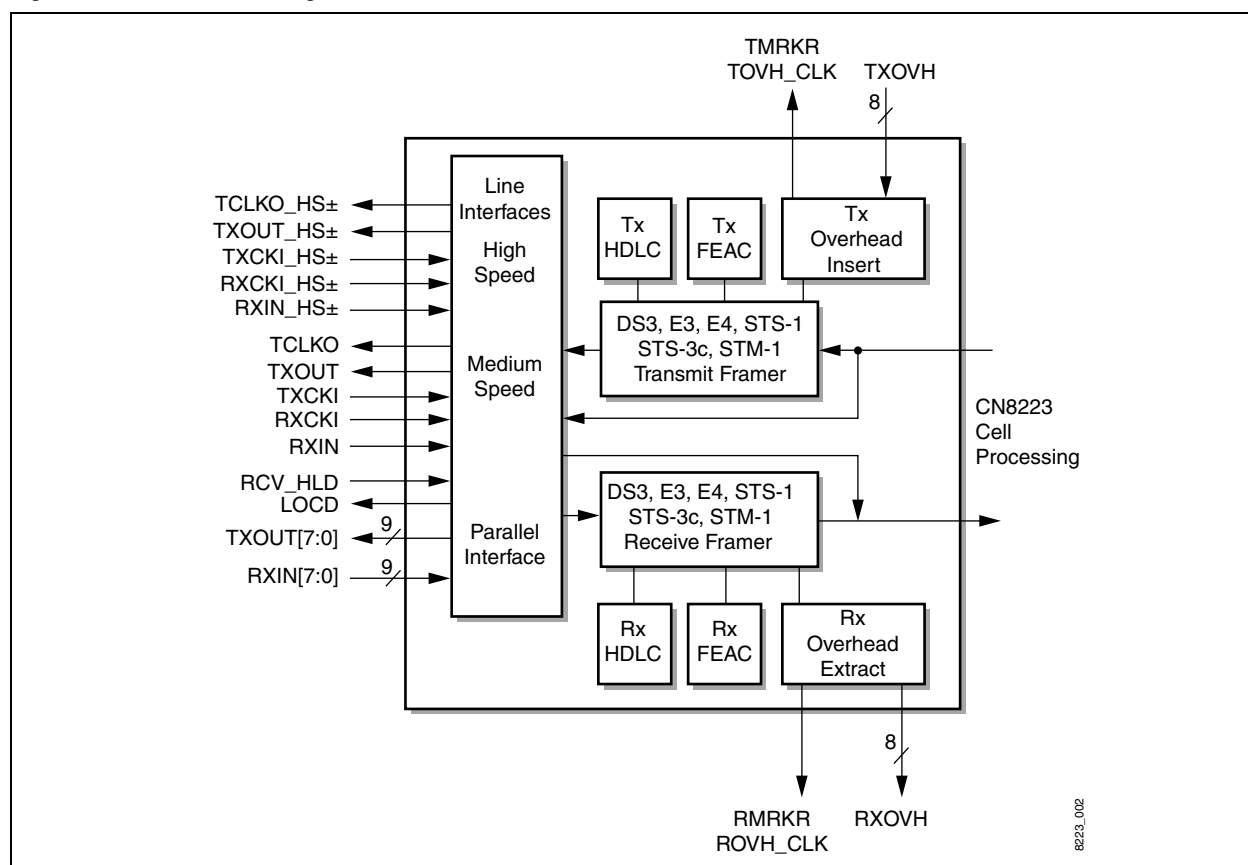 TMRKR
TOVH_CLK
TXOVH
8
TCLKO_HS±
TXOUT_HS±
TXCKI_HS±
RXCKI_HS±
RXIN_HS±
TCLKO
TXOUT
TXCKI
RXCKI
RXIN
RCV_HLD
LOCD
TXOUT[7:0]
9
RXIN[7:0]
9
Line
Interfaces
High
Speed
Medium
Speed
Parallel
Interface
Tx
HDLC
Tx
FEAC
Tx
Overhead
Insert
DS3, E3, E4, STS-1
STS-3c, STM-1
Transmit Framer
CN8223
Cell
Processing
DS3, E3, E4, STS-1
STS-3c, STM-1
Receive Framer
Rx
HDLC
Rx
FEAC
Rx
Overhead
Extract
8
RMRKR
ROVH_CLK
RXOVH
8223_002